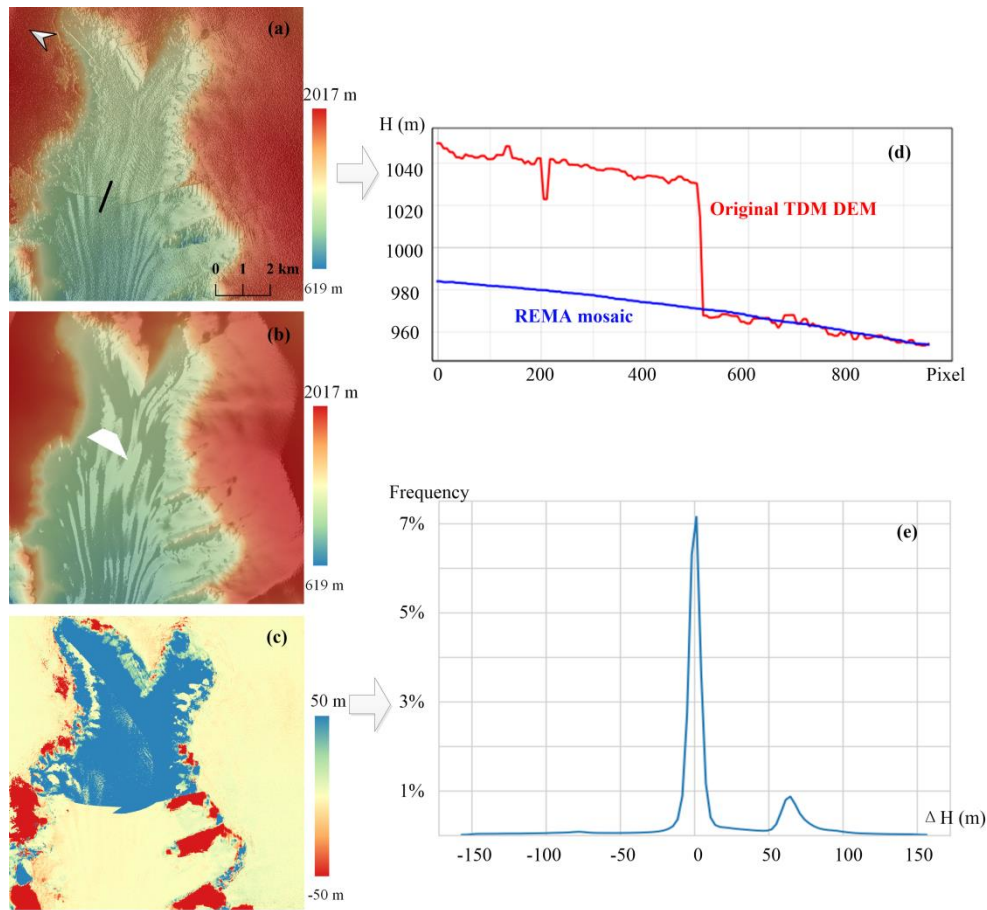 (a)
2017 m
619 m
0 1 2 km
(b)
2017 m
619 m
(c)
50 m
-50 m
H (m)
(d)
1040
1020
1000
980
960
Original TDM DEM
REMA mosaic
0 200 400 600 800 Pixel
Frequency
(e)
7%
5%
3%
1%
-150 -100 -50 0 50 100 150
Δ H (m)